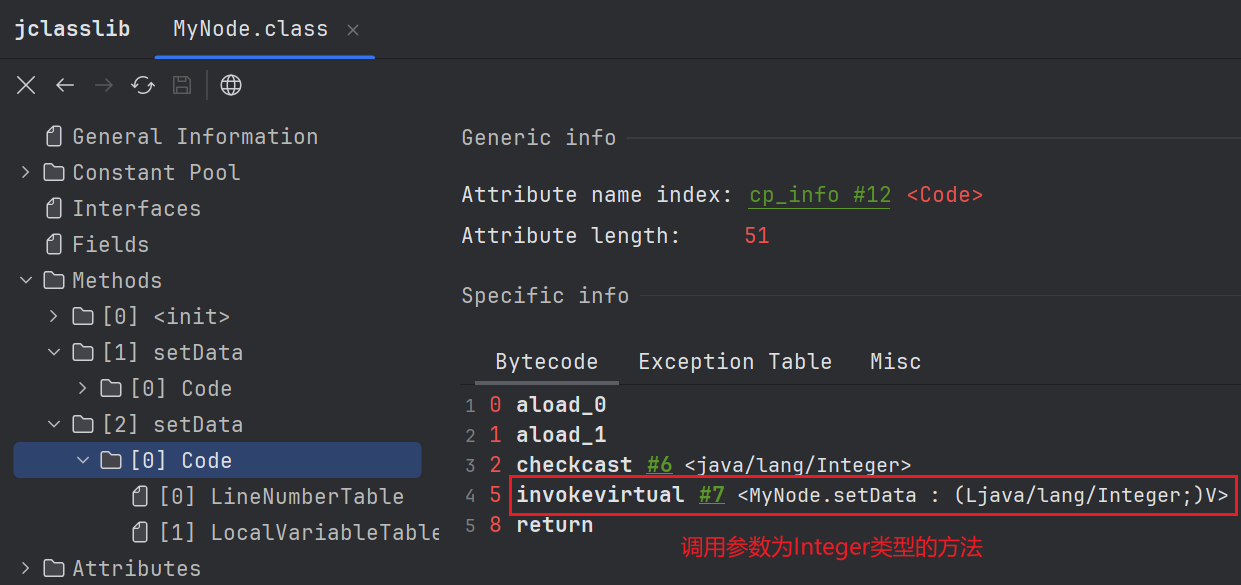 jclasslib MyNode.class
General Information
Constant Pool
Interfaces
Fields
Methods
[0] <init>
[1] setData
[0] Code
[2] setData
[0] Code
[0] LineNumberTable
[1] LocalVariableTable
Attributes
Generic info
Attribute name index: cp_info #12 <Code>
Attribute length: 51
Specific info
Bytecode Exception Table Misc
1 0 aload_0
2 1 aload_1
3 2 checkcast #6 <java/lang/Integer>
4 5 invokevirtual #7 <MyNode.setData : (Ljava/lang/Integer;)V>
5 8 return
调用参数为Integer类型的方法